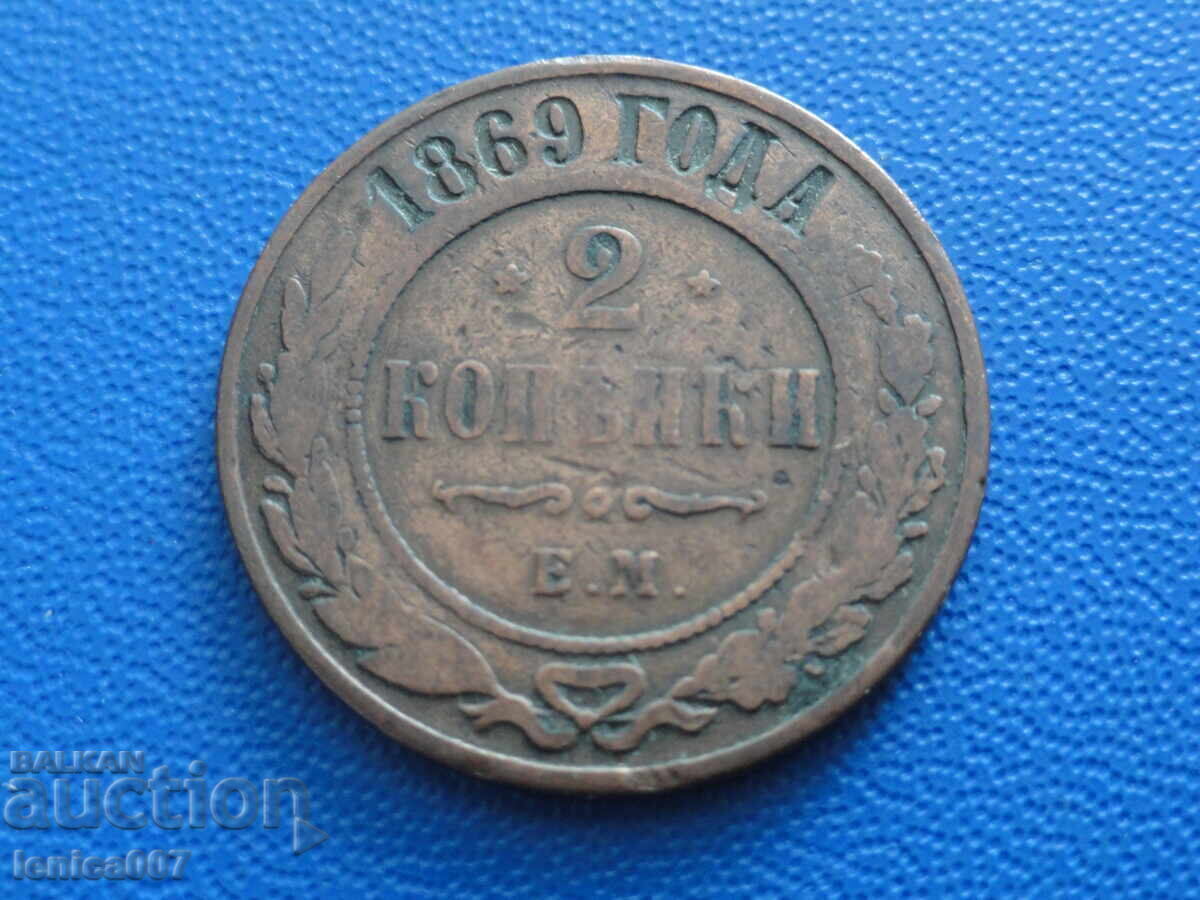 1869 ГОДА
2
КОПѢЙКИ
Е.М.
BALKAN
auction
lenica007